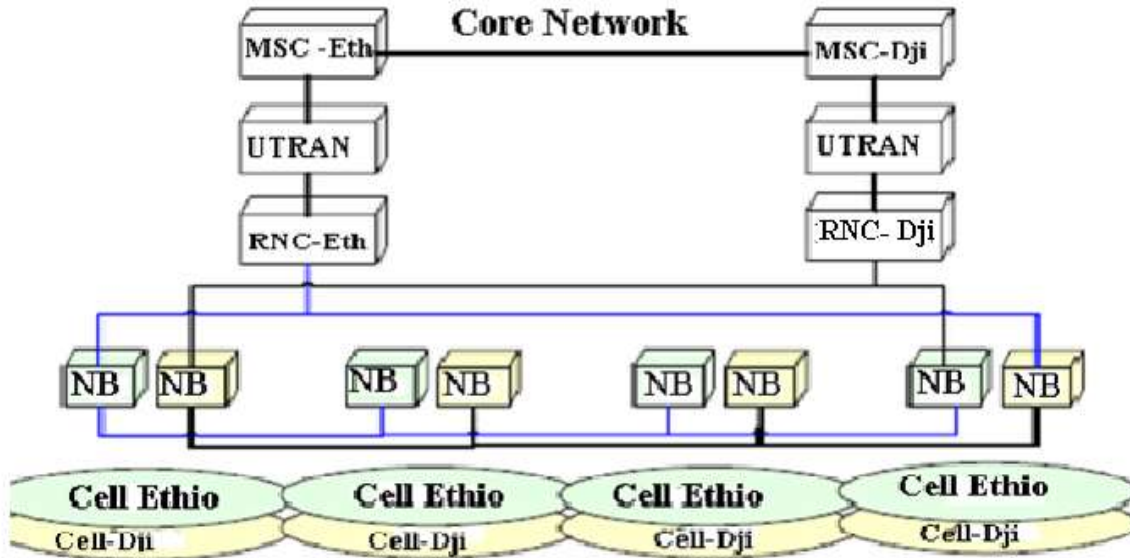 Core Network
MSC -Eth
MSC-Dji
UTRAN
UTRAN
RNC-Eth
RNC- Dji
NB
NB
NB
NB
NB
NB
NB
NB
Cell Ethio
Cell Ethio
Cell Ethio
Cell Ethio
Cell-Dji
Cell-Dji
Cell-Dji
Cell-Dji